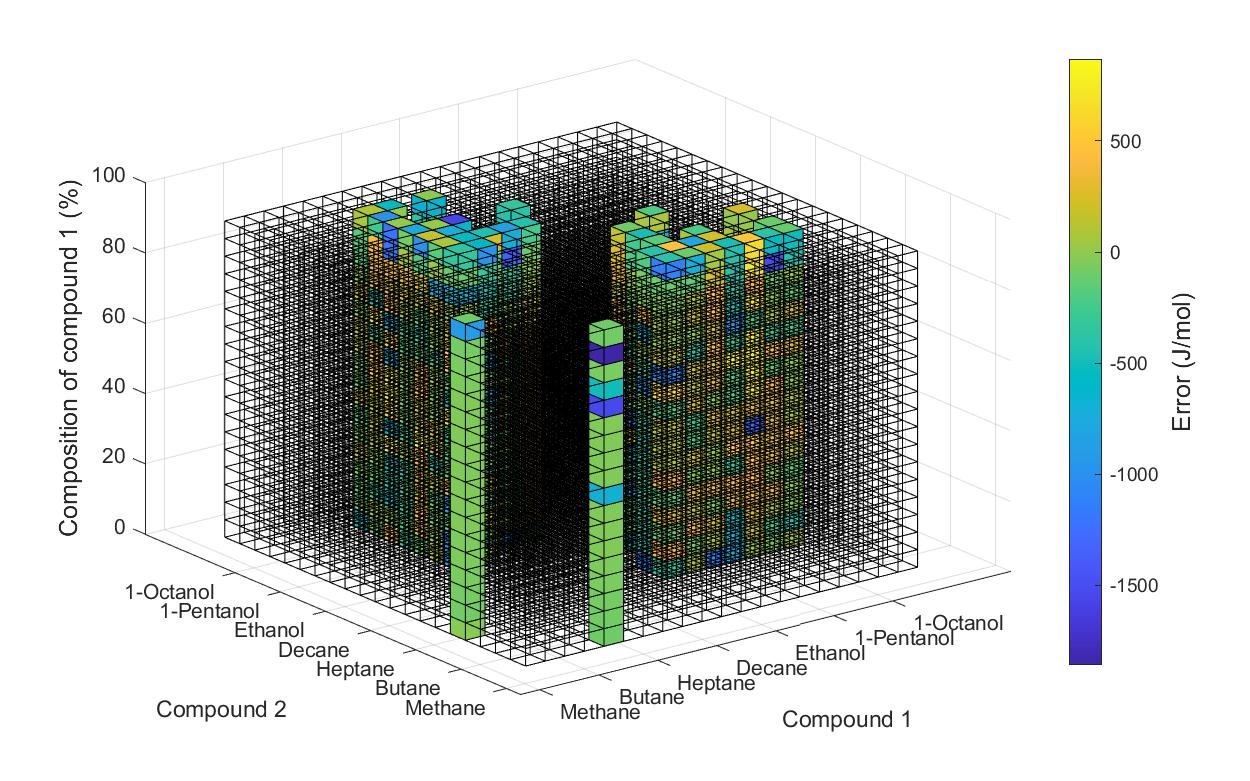 Composition of compound 1 (%)
100
80
60
40
20
0
1-Octanol
1-Pentanol
Ethanol
Decane
Heptane
Butane
Methane
Compound 2
Methane
Butane
Heptane
Decane
Ethanol
1-Pentanol
1-Octanol
Compound 1
500
0
-500
-1000
-1500
Error (J/mol)